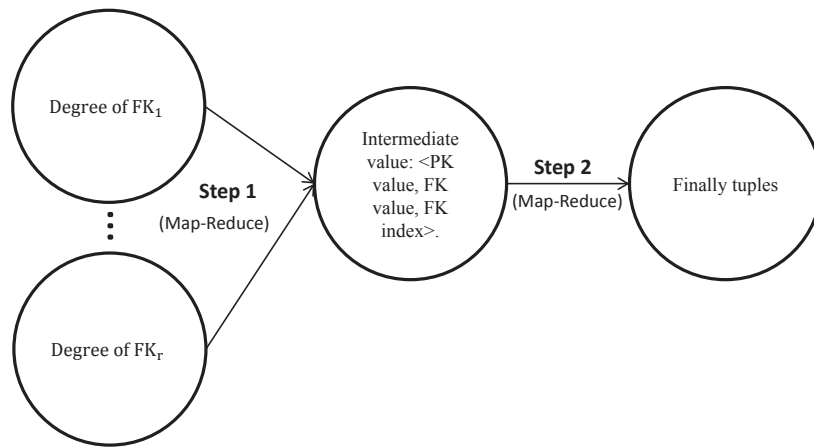 Degree of FK₁
Step 1
(Map-Reduce)
Degree of FKᵣ
Intermediate
value: <PK
value, FK
value, FK
index>.
Step 2
(Map-Reduce)
Finally tuples